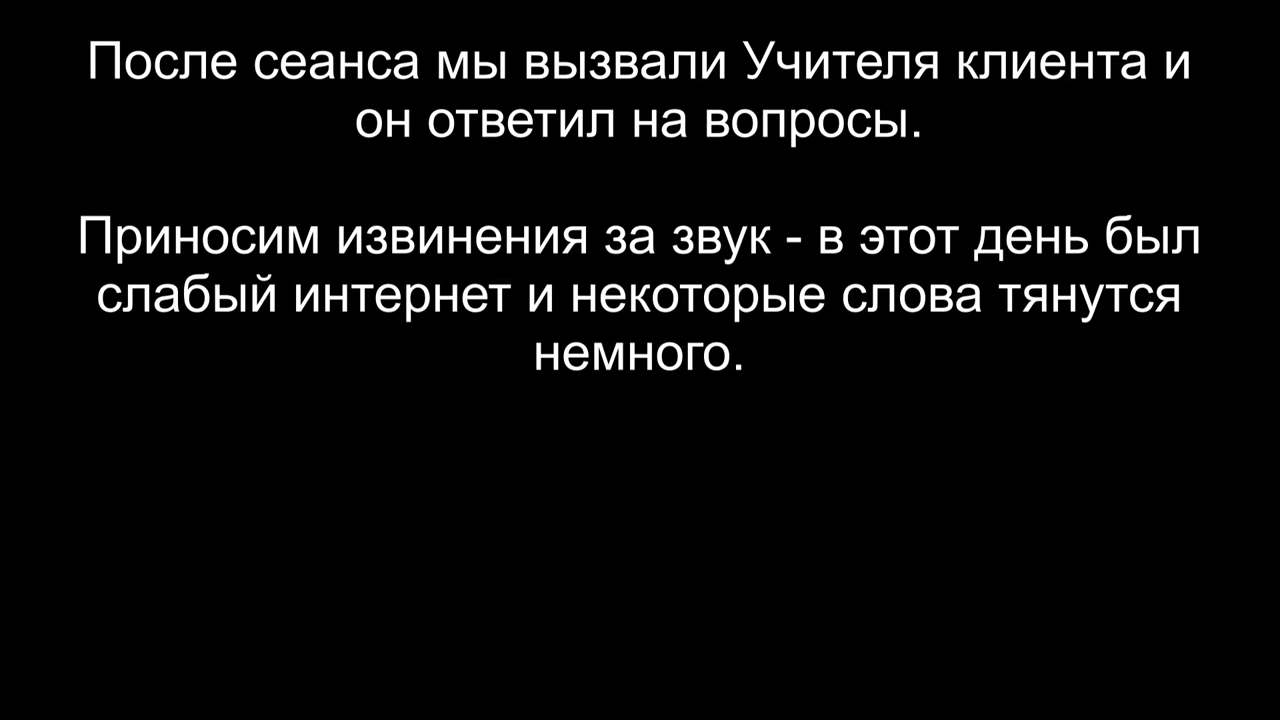 После сеанса мы вызвали Учителя клиента и
он ответил на вопросы.
Приносим извинения за звук - в этот день был
слабый интернет и некоторые слова тянутся
немного.